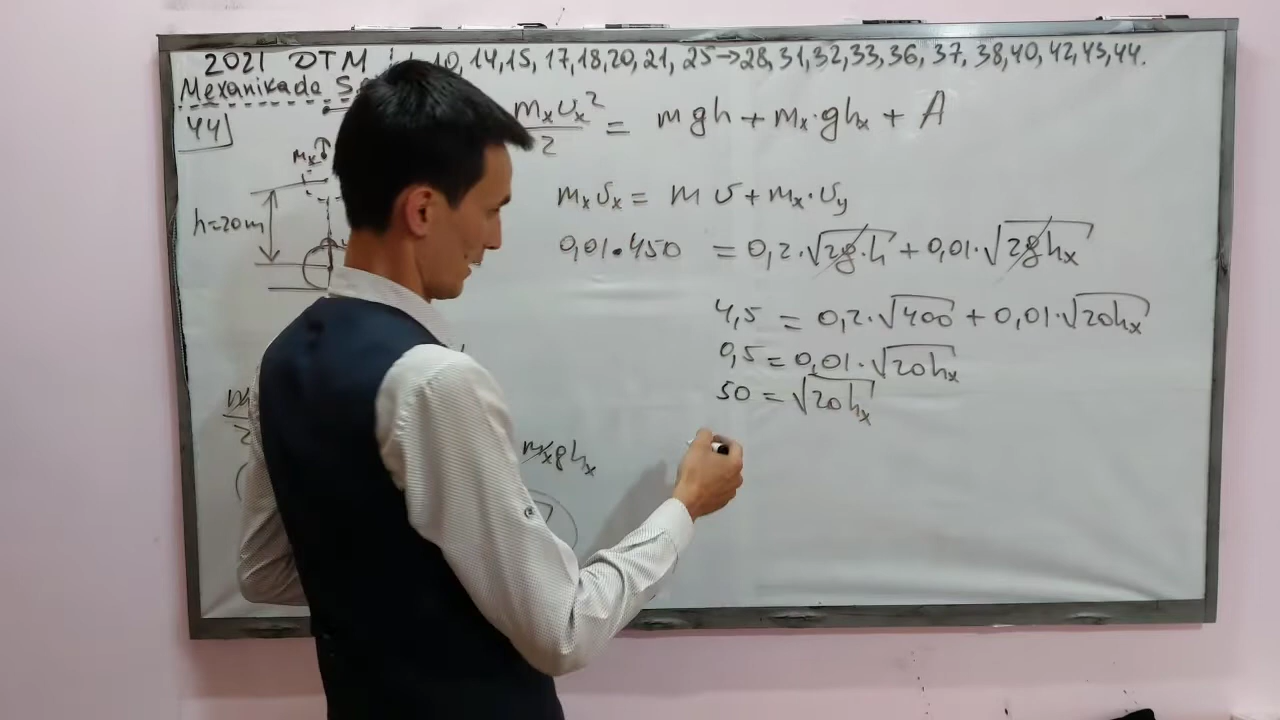 2021 DTM 10, 14, 15, 17, 18, 20, 21, 25→28, 31, 32, 33, 36, 37, 38, 40, 42, 43, 44.
Mexanikada S
44
mₓυₓ²/2 = mgh + mₓ·ghₓ + A
Mₓ
h=20m
mₓυₓ = mυ + mₓ·υᵧ
0,01·450 = 0,2·√2g·h + 0,01·√2ghₓ
4,5 = 0,2·√400 + 0,01·√20hₓ
0,5 = 0,01·√20hₓ
50 = √20hₓ
mₓghₓ